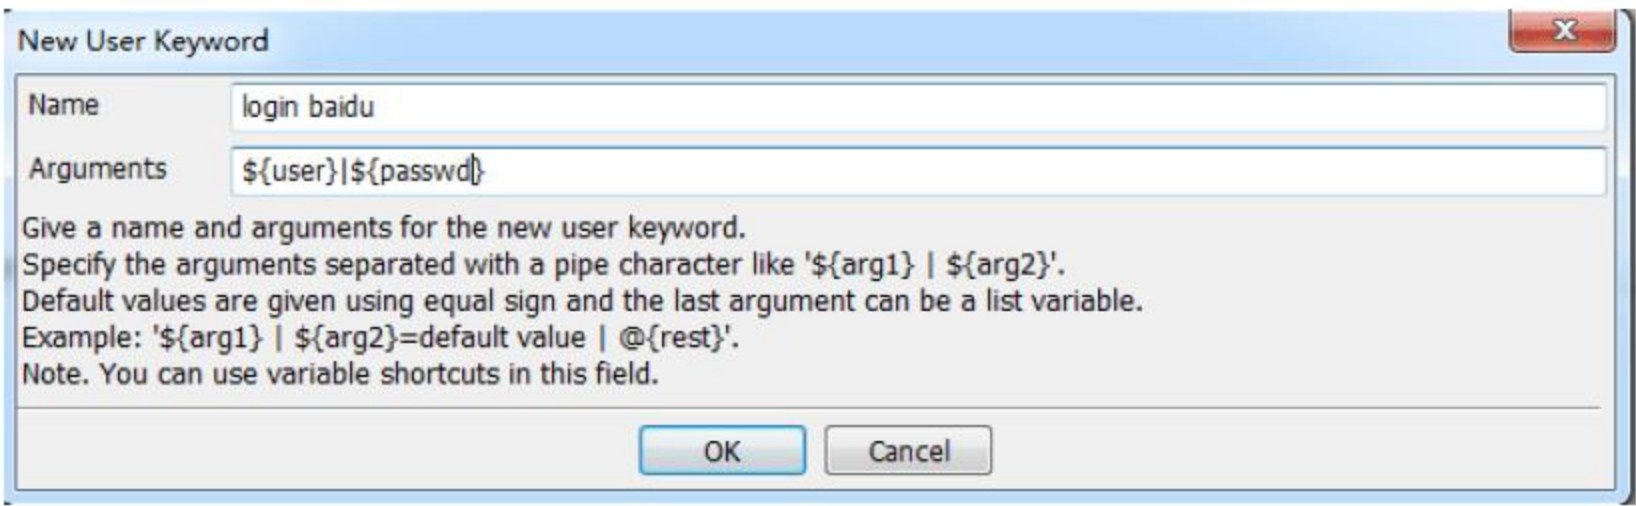 New User Keyword
X
Name login baidu
Arguments ${user}|${passwd}
Give a name and arguments for the new user keyword.
Specify the arguments separated with a pipe character like '${arg1} | ${arg2}'.
Default values are given using equal sign and the last argument can be a list variable.
Example: '${arg1} | ${arg2}=default value | @{rest}'.
Note. You can use variable shortcuts in this field.
OK Cancel